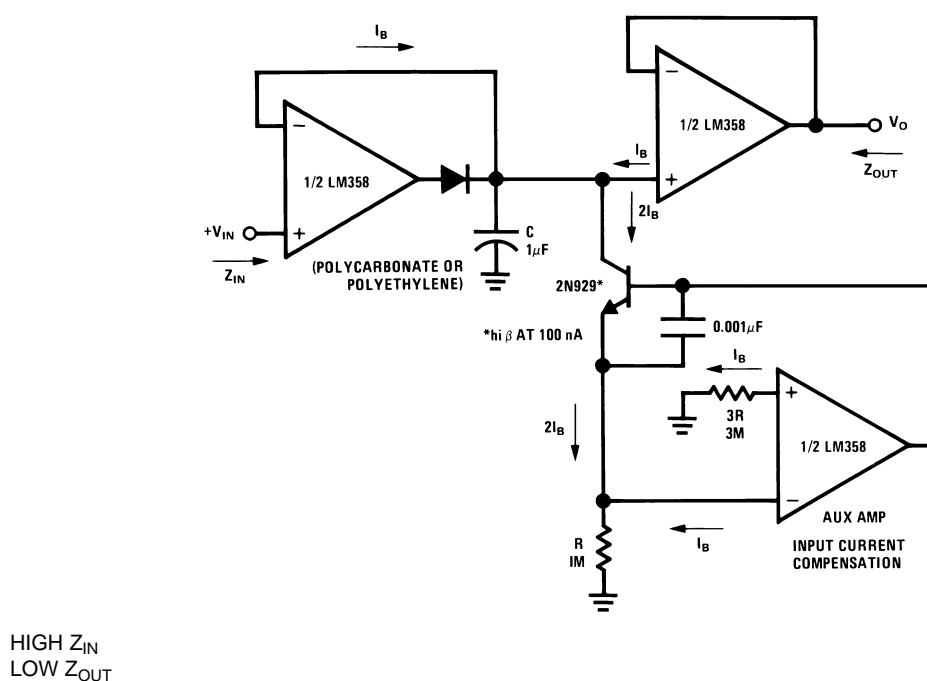 I_B
−
1/2 LM358
+
+V_IN
Z_IN
C
1µF
(POLYCARBONATE OR
POLYETHYLENE)
−
1/2 LM358
+
V_O
Z_OUT
I_B
2I_B
2N929*
*hi β AT 100 nA
0.001µF
I_B
3R
3M
+
1/2 LM358
−
2I_B
R
1M
I_B
AUX AMP
INPUT CURRENT
COMPENSATION
HIGH Z_IN
LOW Z_OUT